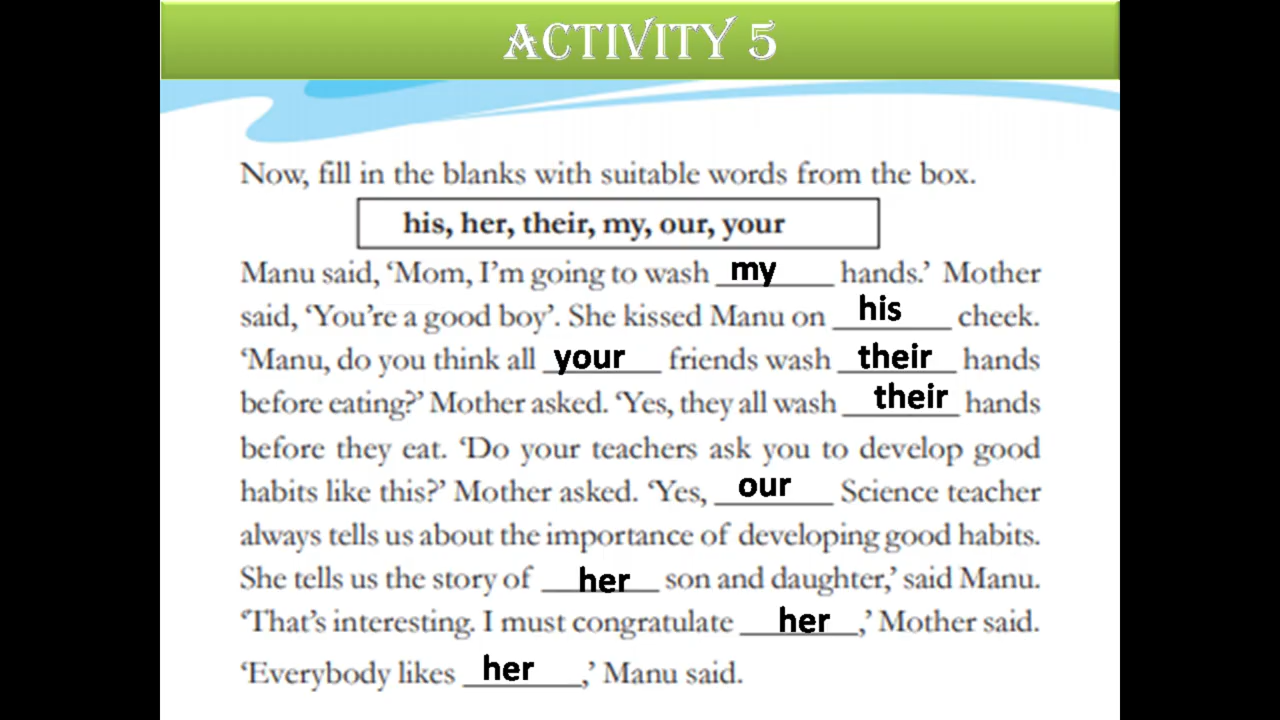 ACTIVITY 5
Now, fill in the blanks with suitable words from the box.
his, her, their, my, our, your
Manu said, ‘Mom, I’m going to wash my hands.’ Mother
said, ‘You’re a good boy’. She kissed Manu on his cheek.
‘Manu, do you think all your friends wash their hands
before eating?’ Mother asked. ‘Yes, they all wash their hands
before they eat. ‘Do your teachers ask you to develop good
habits like this?’ Mother asked. ‘Yes, our Science teacher
always tells us about the importance of developing good habits.
She tells us the story of her son and daughter,’ said Manu.
‘That’s interesting. I must congratulate her,’ Mother said.
‘Everybody likes her,’ Manu said.